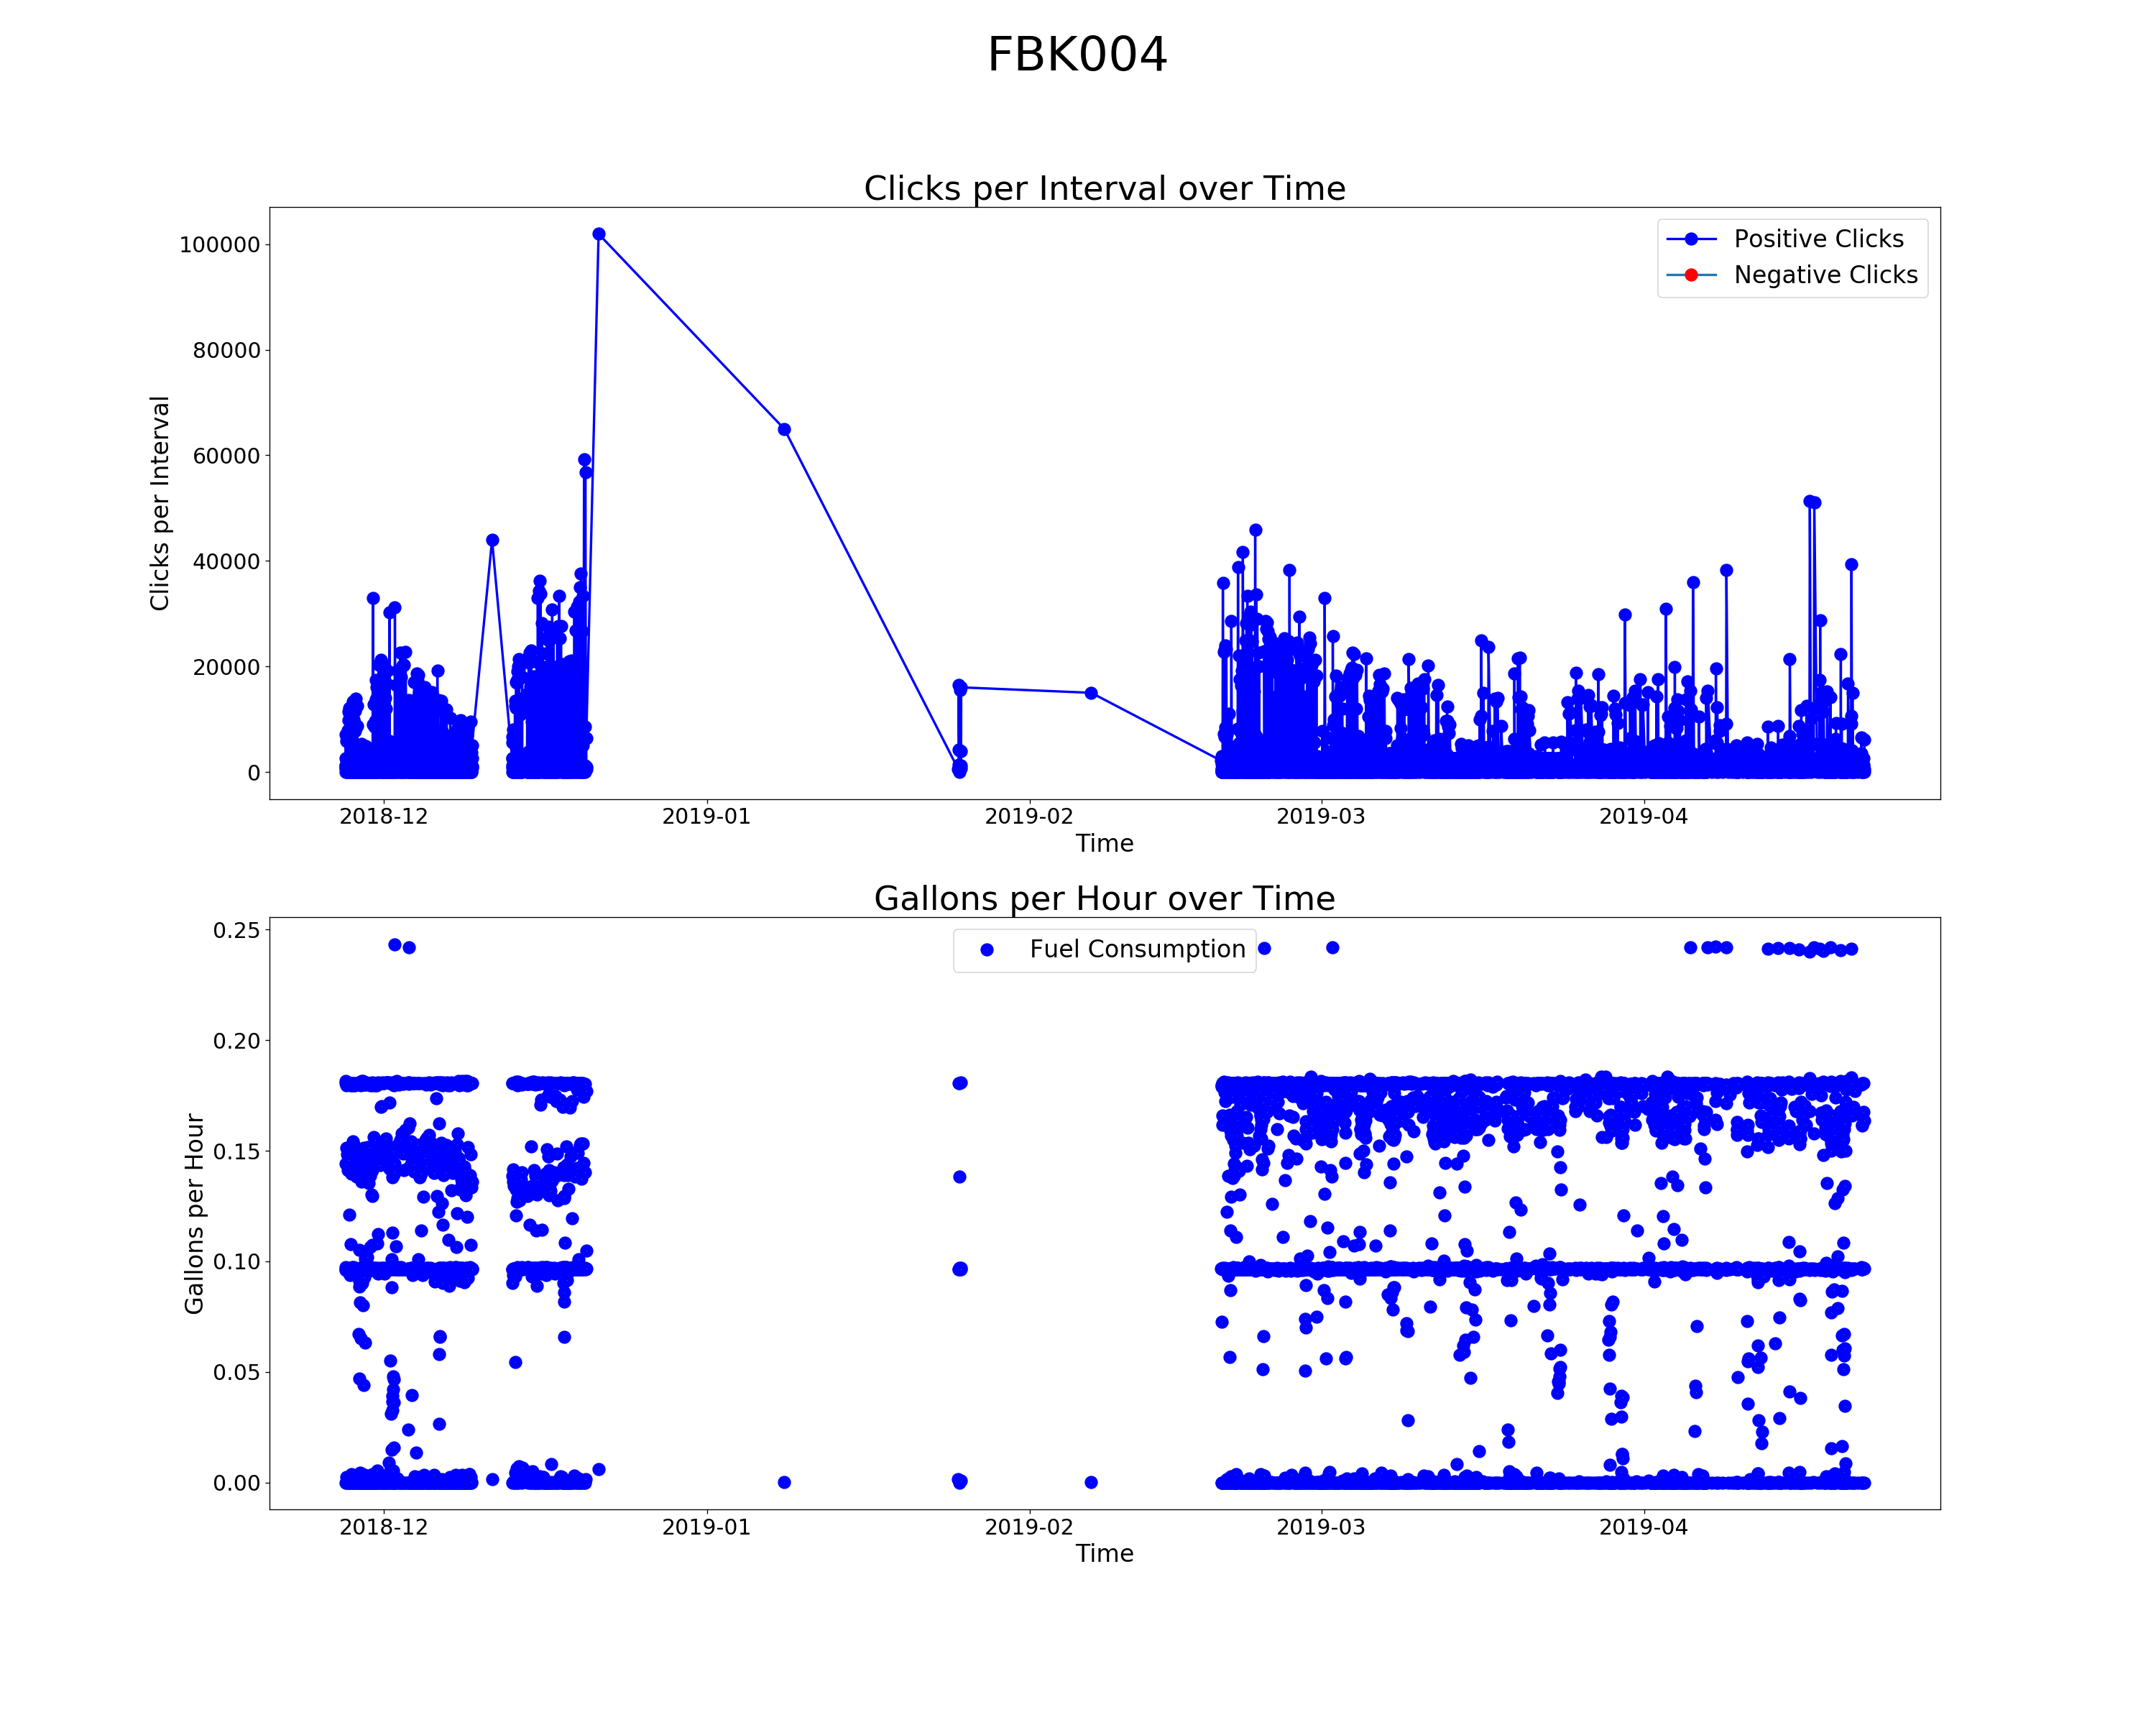 FBK004
Clicks per Interval over Time
Clicks per Interval
100000
80000
60000
40000
20000
0
Positive Clicks
Negative Clicks
2018-12 2019-01 2019-02 2019-03 2019-04
Time
Gallons per Hour over Time
Gallons per Hour
0.25
0.20
0.15
0.10
0.05
0.00
Fuel Consumption
2018-12 2019-01 2019-02 2019-03 2019-04
Time